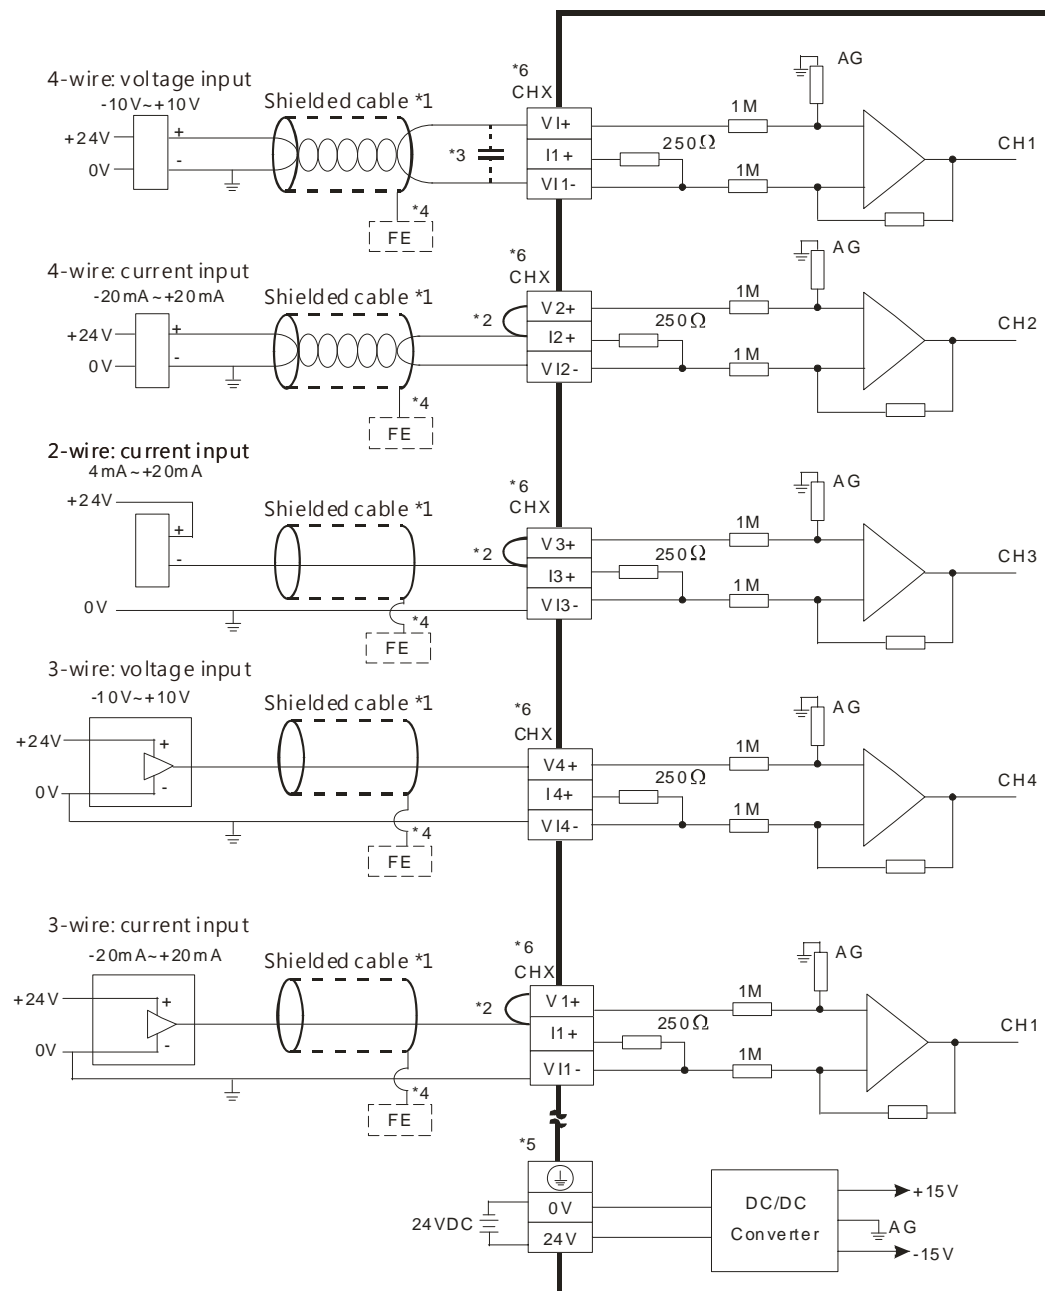 4-wire: voltage input
-10V~+10V
+24V
0V
+
-
Shielded cable *1
*3
*4
FE
*6
CHX
VI+
I1+
VI1-
250Ω
1M
1M
AG
CH1
4-wire: current input
-20mA~+20mA
+24V
0V
+
-
Shielded cable *1
*2
*4
FE
*6
CHX
V2+
I2+
VI2-
250Ω
1M
1M
AG
CH2
2-wire: current input
4mA~+20mA
+24V
+
-
0V
Shielded cable *1
*2
*4
FE
*6
CHX
V3+
I3+
VI3-
250Ω
1M
1M
AG
CH3
3-wire: voltage input
-10V~+10V
+24V
0V
+
-
Shielded cable *1
*4
FE
*6
CHX
V4+
I4+
VI4-
250Ω
1M
1M
AG
CH4
3-wire: current input
-20mA~+20mA
+24V
0V
+
-
Shielded cable *1
*2
*4
FE
*6
CHX
V1+
I1+
VI1-
250Ω
1M
1M
AG
CH1
*5
24VDC
0V
24V
DC/DC
Converter
+15V
AG
-15V